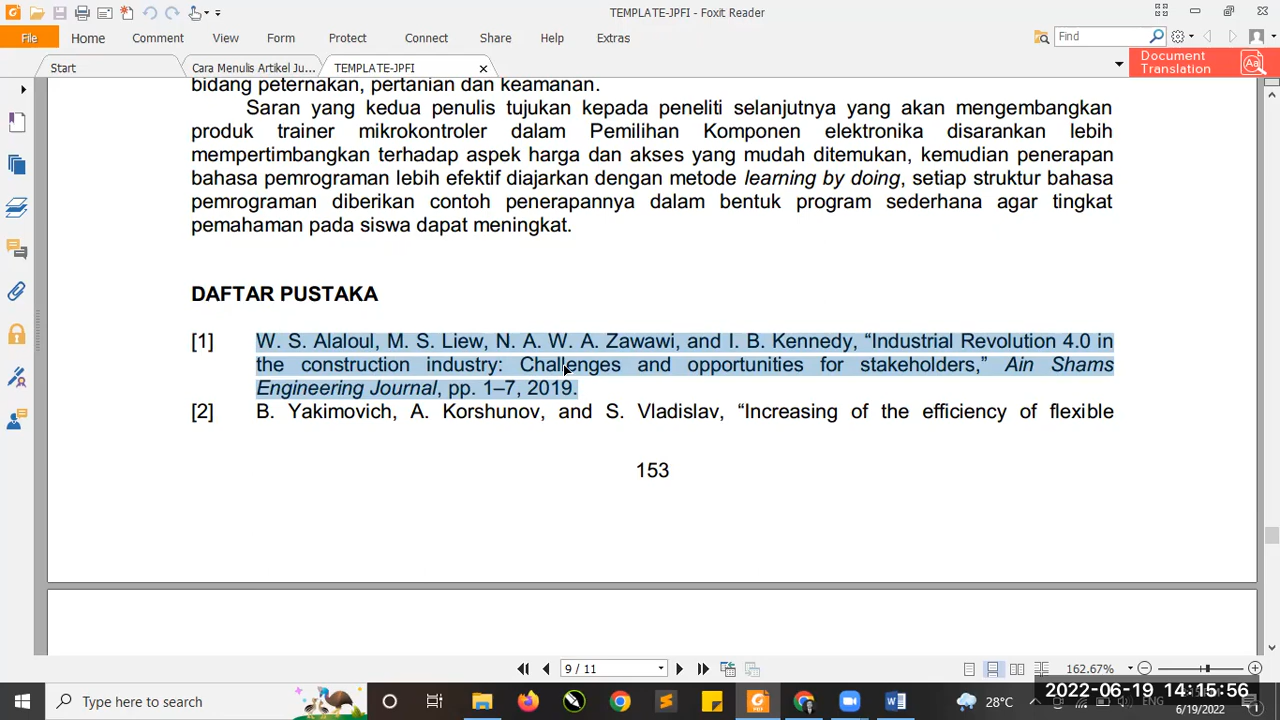 TEMPLATE-JPFI - Foxit Reader
File Home Comment View Form Protect Connect Share Help Extras
Find
Start
Cara Menulis Artikel Ju...
TEMPLATE-JPFI
Document
Translation
bidang peternakan, pertanian dan keamanan.
Saran yang kedua penulis tujukan kepada peneliti selanjutnya yang akan mengembangkan
produk trainer mikrokontroler dalam Pemilihan Komponen elektronika disarankan lebih
mempertimbangkan terhadap aspek harga dan akses yang mudah ditemukan, kemudian penerapan
bahasa pemrograman lebih efektif diajarkan dengan metode learning by doing, setiap struktur bahasa
pemrograman diberikan contoh penerapannya dalam bentuk program sederhana agar tingkat
pemahaman pada siswa dapat meningkat.
DAFTAR PUSTAKA
[1] W. S. Alaloul, M. S. Liew, N. A. W. A. Zawawi, and I. B. Kennedy, “Industrial Revolution 4.0 in
the construction industry: Challenges and opportunities for stakeholders,” Ain Shams
Engineering Journal, pp. 1–7, 2019.
[2] B. Yakimovich, A. Korshunov, and S. Vladislav, “Increasing of the efficiency of flexible
153
9 / 11
162.67%
Type here to search
28°C
ENG
2022-06-19 14:15:56
6/19/2022